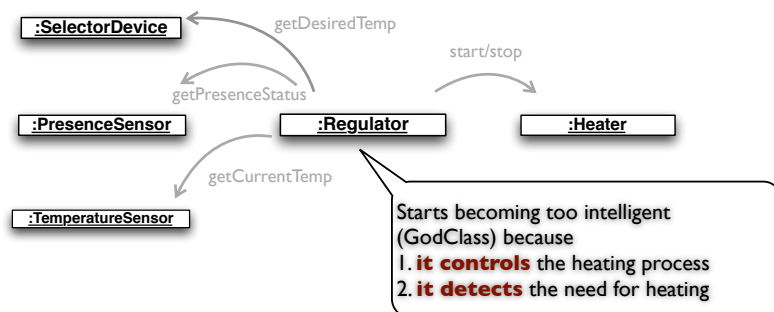 :SelectorDevice
getDesiredTemp
start/stop
getPresenceStatus
:PresenceSensor
:Regulator
:Heater
getCurrentTemp
:TemperatureSensor
Starts becoming too intelligent
(GodClass) because
1. it controls the heating process
2. it detects the need for heating